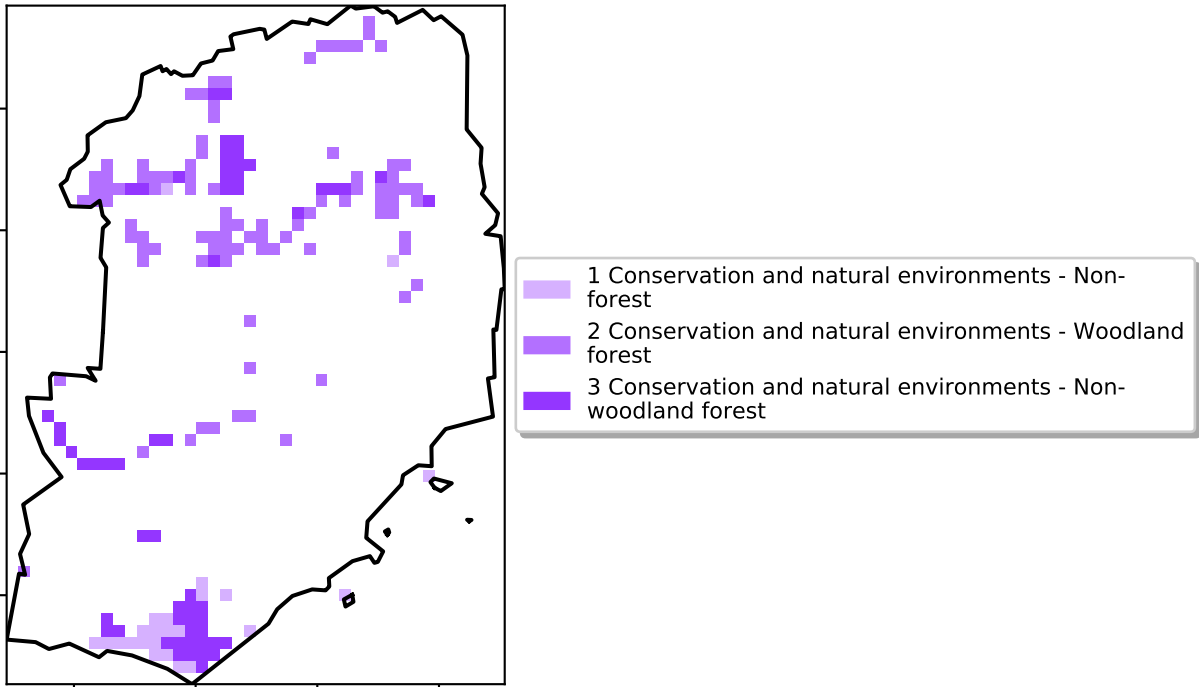 1 Conservation and natural environments - Non-
forest
2 Conservation and natural environments - Woodland
forest
3 Conservation and natural environments - Non-
woodland forest